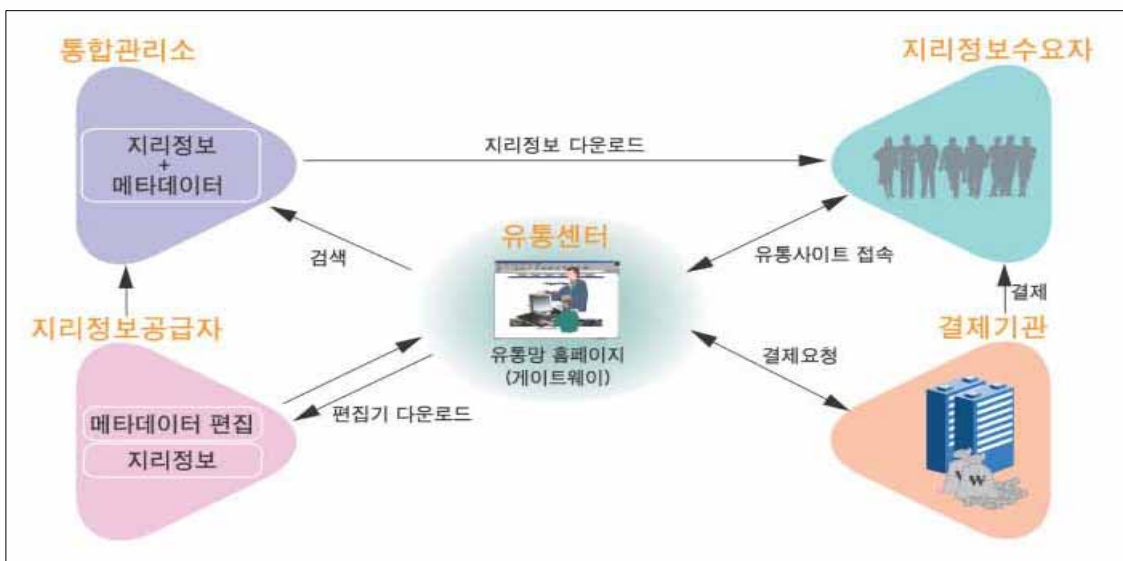 통합관리소
지리정보수요자
지리정보
+
메타데이터
지리정보 다운로드
유통센터
검색
유통사이트 접속
결제
지리정보공급자
결제기관
유통망 홈페이지
(게이트웨이)
결제요청
편집기 다운로드
메타데이터 편집
지리정보
W